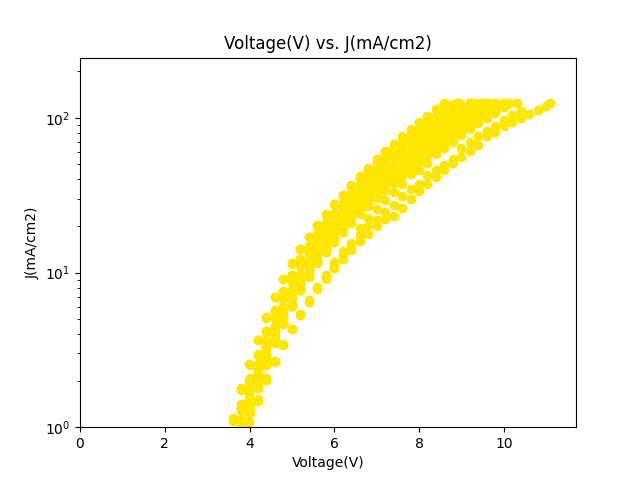 Voltage(V) vs. J(mA/cm2)
10²
10¹
10⁰
J(mA/cm2)
0 2 4 6 8 10
Voltage(V)